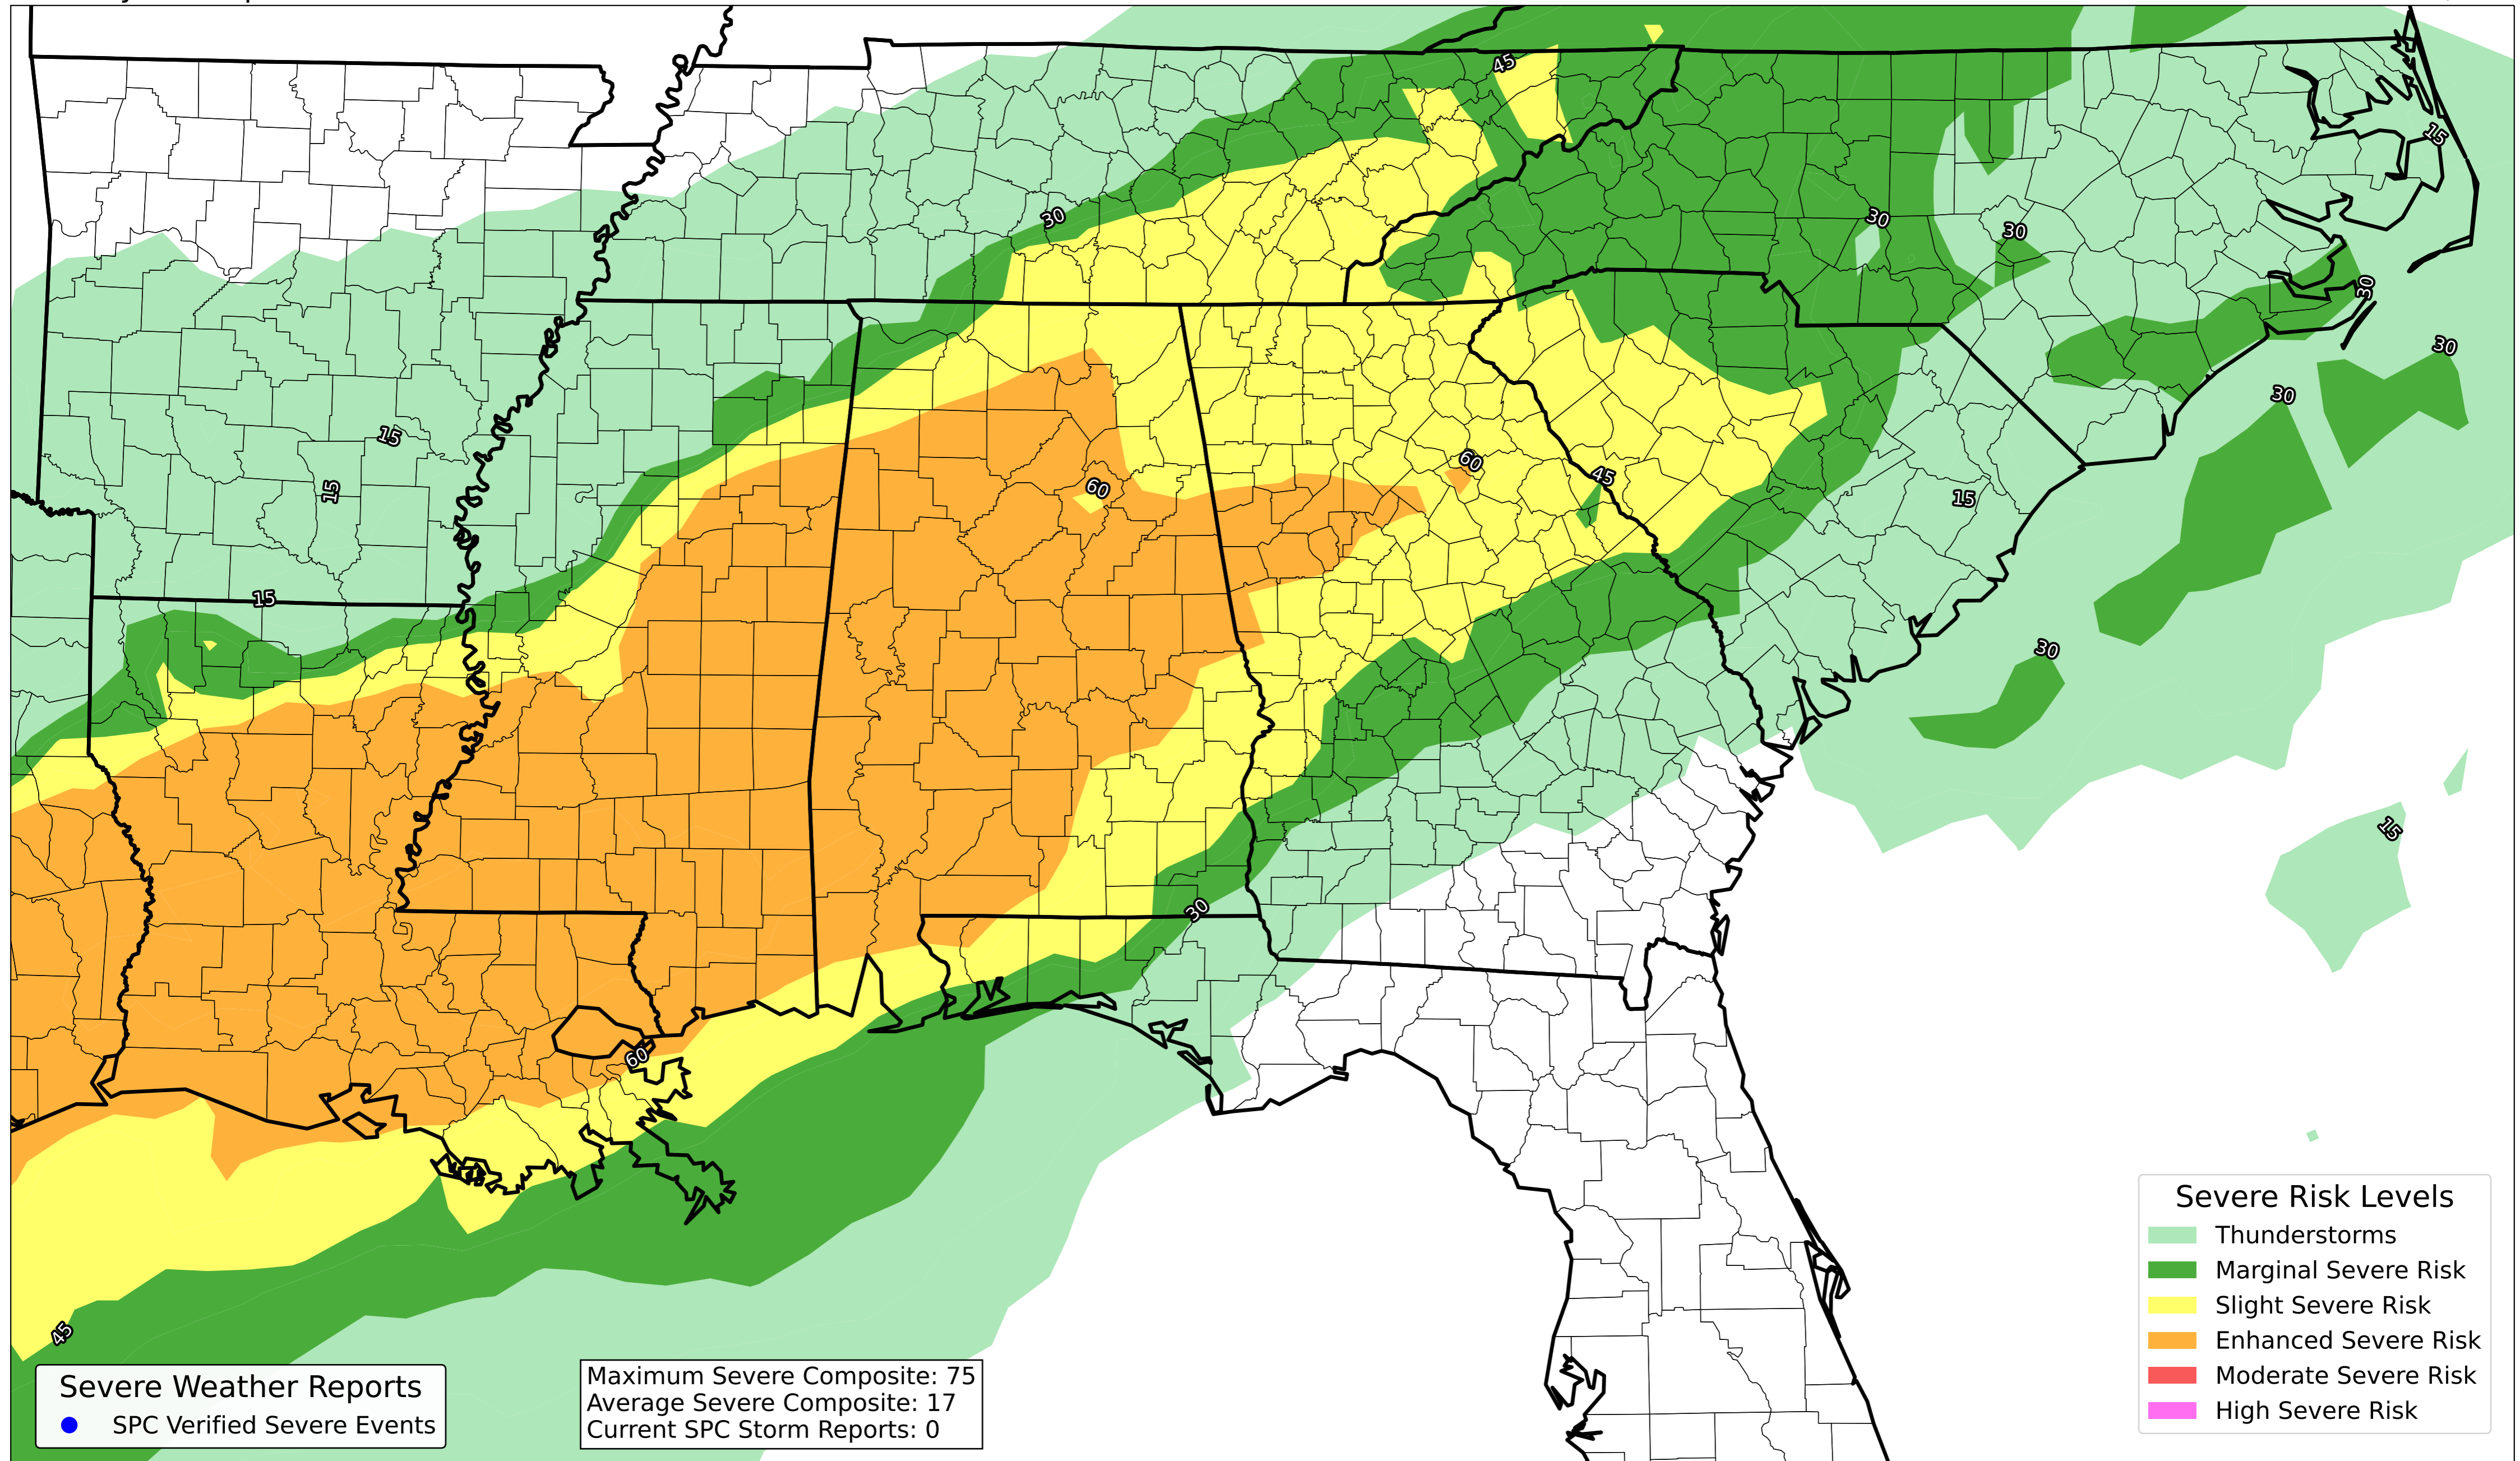 45
15
30
30
30
30
30
15
30
60
45
60
15
15
15
30
15
30
60
45
Severe Risk Levels
Thunderstorms
Marginal Severe Risk
Slight Severe Risk
Enhanced Severe Risk
Moderate Severe Risk
High Severe Risk
Severe Weather Reports
SPC Verified Severe Events
Maximum Severe Composite: 75
Average Severe Composite: 17
Current SPC Storm Reports: 0